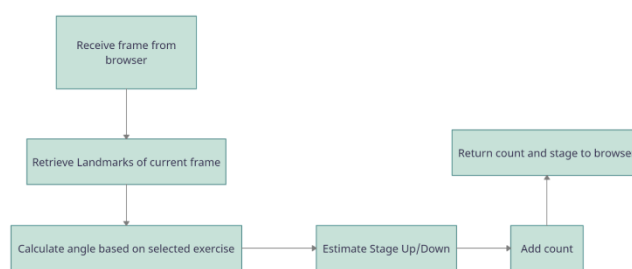 Receive frame from
browser
Retrieve Landmarks of current frame
Calculate angle based on selected exercise
Estimate Stage Up/Down
Add count
Return count and stage to browse